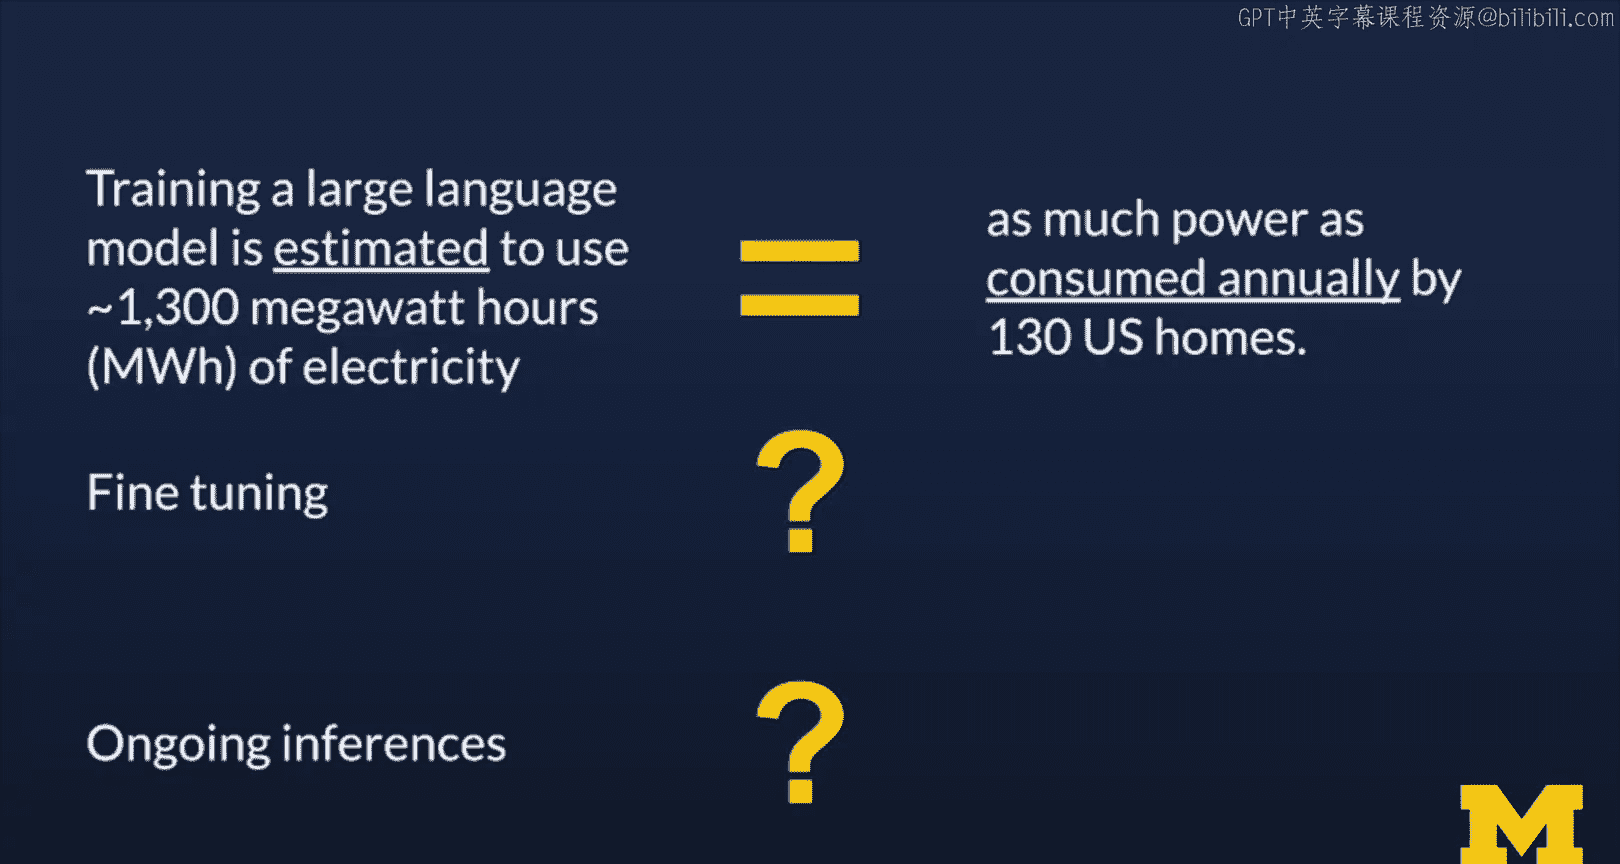 GPT中英字幕课程资源@bilibili.com
Training a large language
model is estimated to use
~1,300 megawatt hours
(MWh) of electricity
=
as much power as
consumed annually by
130 US homes.
Fine tuning
?
Ongoing inferences
?
M